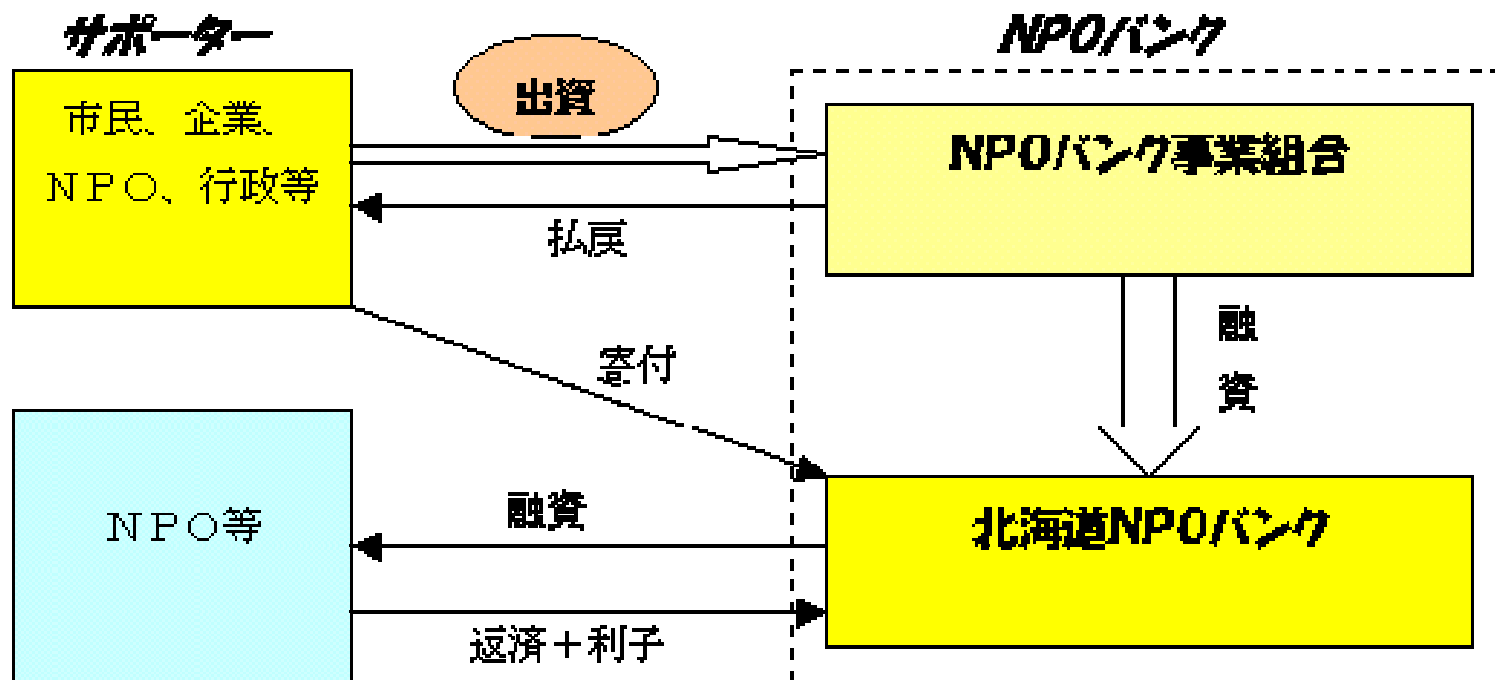 サポーター
NPOバンク
出資
市民、企業、
ＮＰＯ、行政等
NPOバンク事業組合
払戻
融
資
寄付
ＮＰＯ等
融資
北海道NPOバンク
返済＋利子